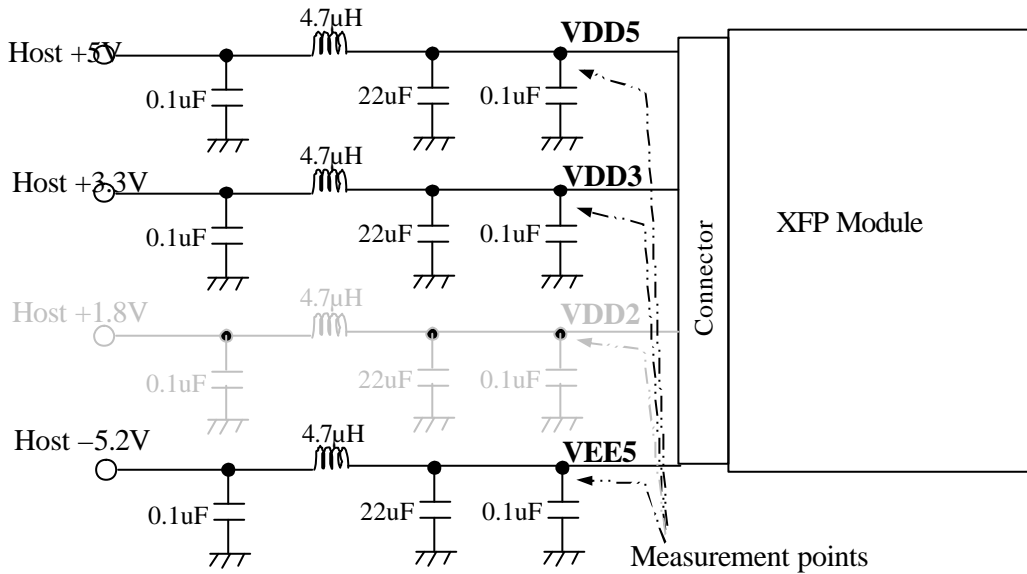 4.7μH
Host +5V
VDD5
0.1uF
22uF
0.1uF
4.7μH
Host +3.3V
VDD3
0.1uF
22uF
0.1uF
XFP Module
Connector
4.7μH
Host +1.8V
VDD2
0.1uF
22uF
0.1uF
4.7μH
Host –5.2V
VEE5
0.1uF
22uF
0.1uF
Measurement points